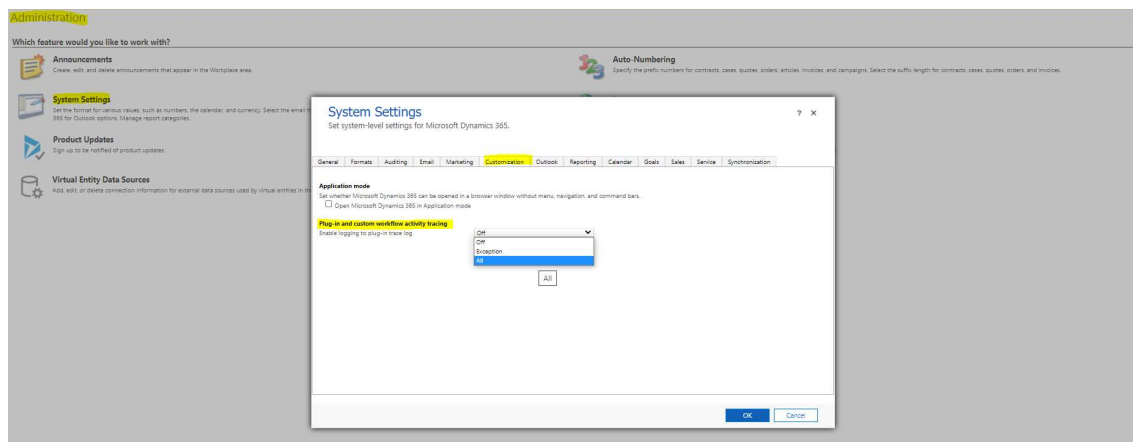 Administration
Which feature would you like to work with?
Announcements
Create, edit, and delete announcements that appear in the Workplace area.
Auto-Numbering
Specify the prefix numbers for contracts, cases, quotes, orders, articles, invoices, and campaigns. Select the suffix length for contracts, cases, quotes, orders, and invoices.
System Settings
Set the format for various values, such as numbers, the calendar, and currency. Select the email
365 for Outlook options. Manage report categories.
Product Updates
Sign up to be notified of product updates.
Virtual Entity Data Sources
Add, edit, or delete connection information for external data sources used by virtual entities in
System Settings
? ×
Set system-level settings for Microsoft Dynamics 365.
General Formats Auditing Email Marketing Customization Outlook Reporting Calendar Goals Sales Service Synchronization
Application mode
Set whether Microsoft Dynamics 365 can be opened in a browser window without menu, navigation, and command bars.
Open Microsoft Dynamics 365 in Application mode
Plug-in and custom workflow activity tracing
Enable logging to plug-in trace log Off
Off
Exception
All
All
OK Cancel